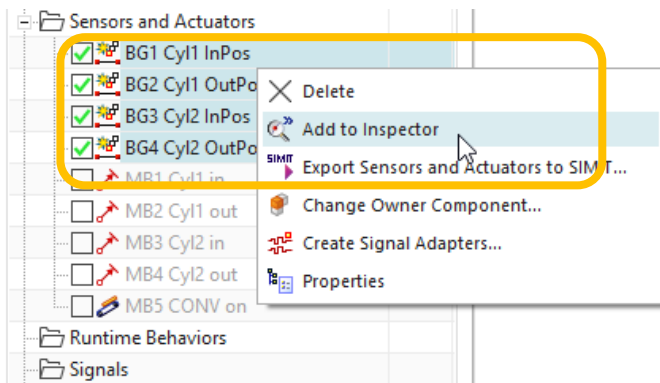 Sensors and Actuators
BG1 Cyl1 InPos
BG2 Cyl1 OutPo
BG3 Cyl2 InPos
BG4 Cyl2 OutPo
MB1 Cyl1 in
MB2 Cyl1 out
MB3 Cyl2 in
MB4 Cyl2 out
MB5 CONV on
Runtime Behaviors
Signals
Delete
Add to Inspector
SIMIT
Export Sensors and Actuators to SIMIT...
Change Owner Component...
Create Signal Adapters...
Properties